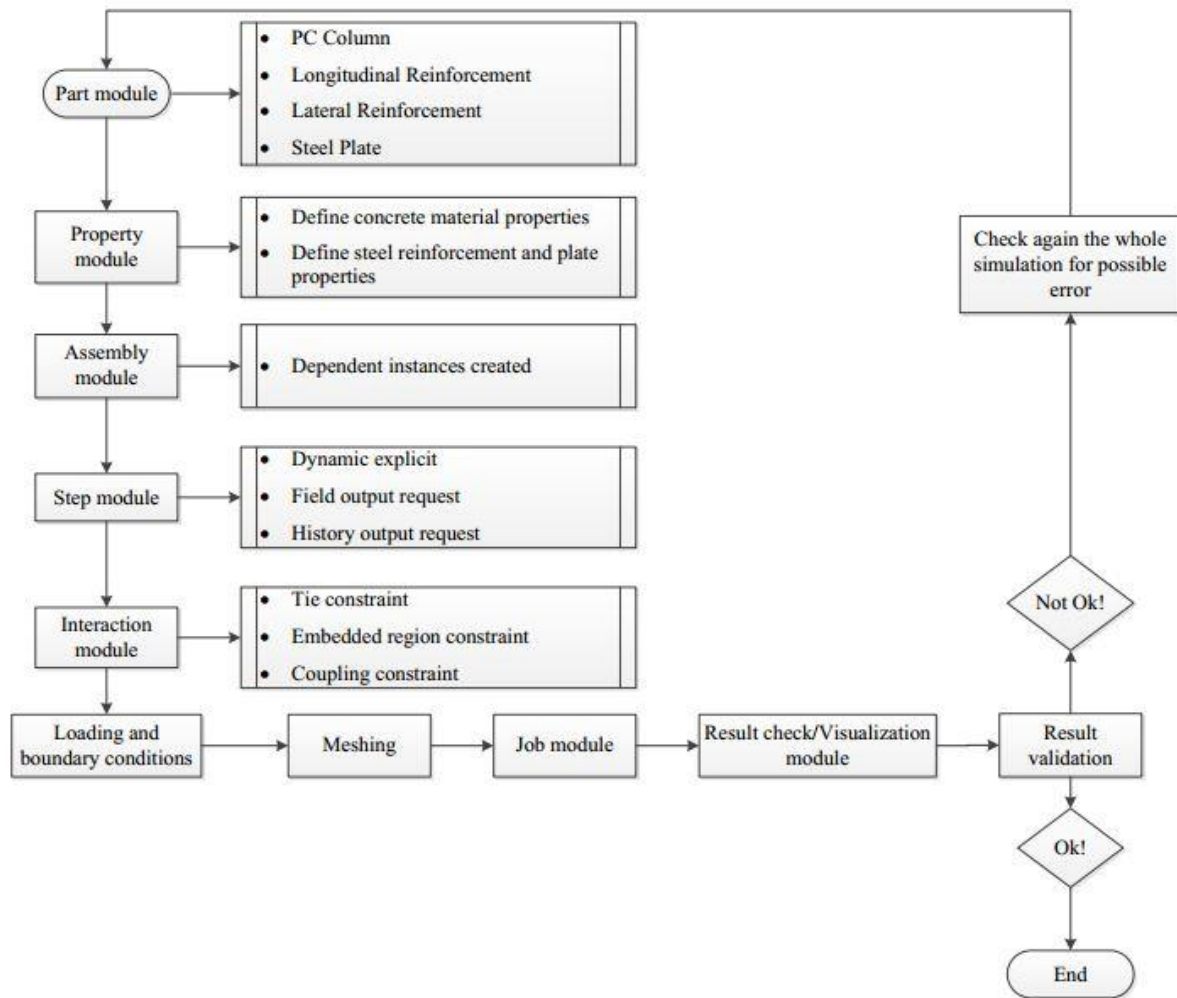 Part module
• PC Column
• Longitudinal Reinforcement
• Lateral Reinforcement
• Steel Plate
Property
module
• Define concrete material properties
• Define steel reinforcement and plate
properties
Check again the whole
simulation for possible
error
Assembly
module
• Dependent instances created
Step module
• Dynamic explicit
• Field output request
• History output request
Interaction
module
• Tie constraint
• Embedded region constraint
• Coupling constraint
Not Ok!
Loading and
boundary conditions
Meshing
Job module
Result check/Visualization
module
Result
validation
Ok!
End